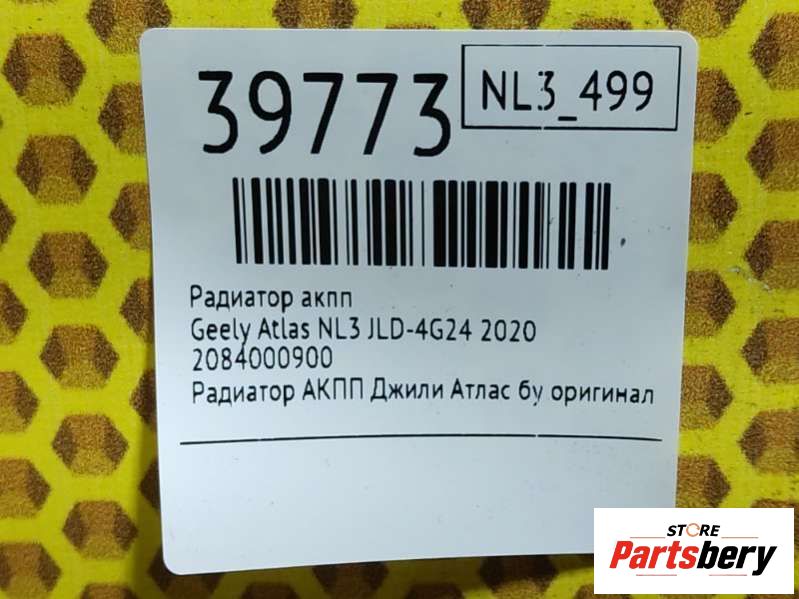 39773
NL3_499
Радиатор акпп
Geely Atlas NL3 JLD-4G24 2020
2084000900
Радиатор АКПП Джили Атлас бу оригинал
STORE
Partsbery